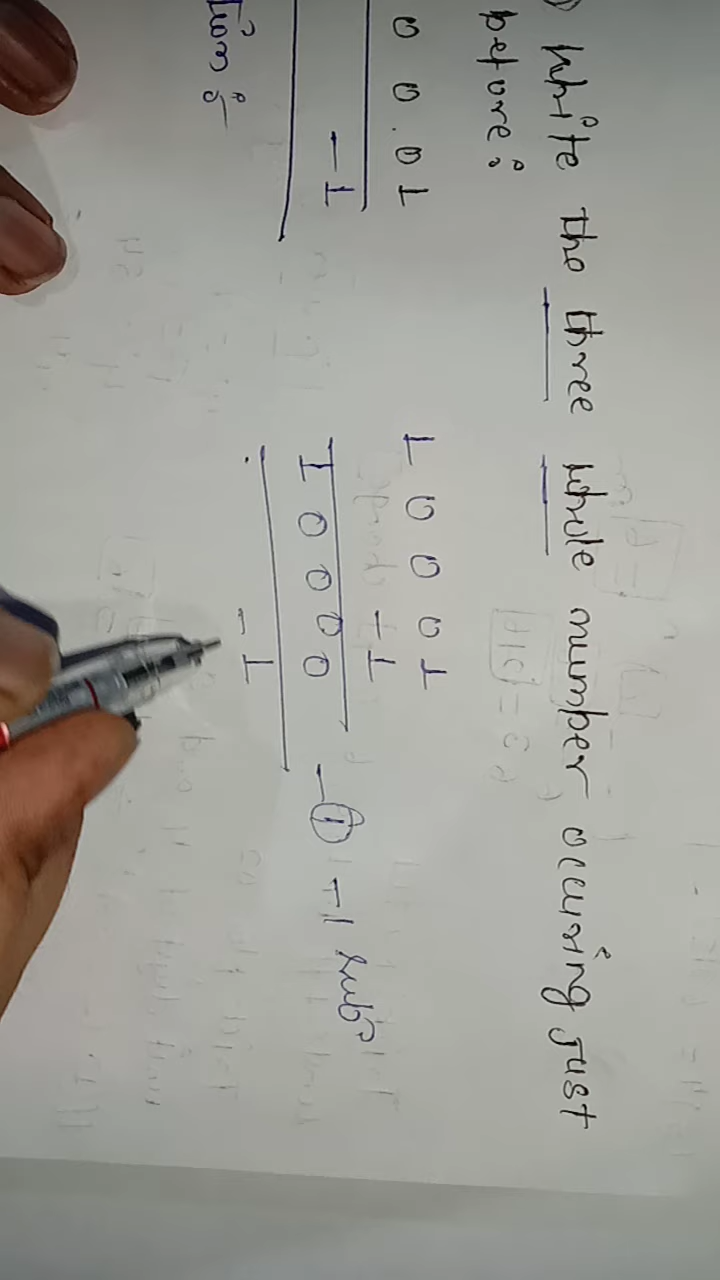 ) Write the three whole number occuring Just
before:
0 0 0 1
- 1
1 0 0 0 1
- 1
1 0 0 0 0 - ① -1 sub
- 1